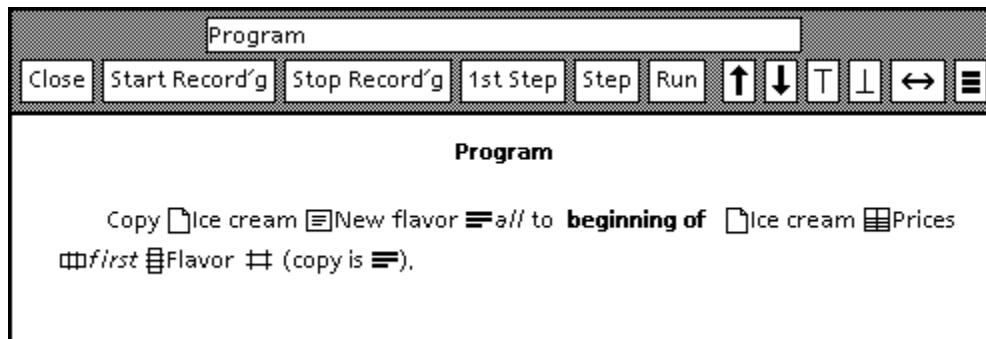 Program
Close Start Record´g Stop Record´g 1st Step Step Run
Program
Copy Ice cream New flavor all to beginning of Ice cream Prices
first Flavor (copy is ).